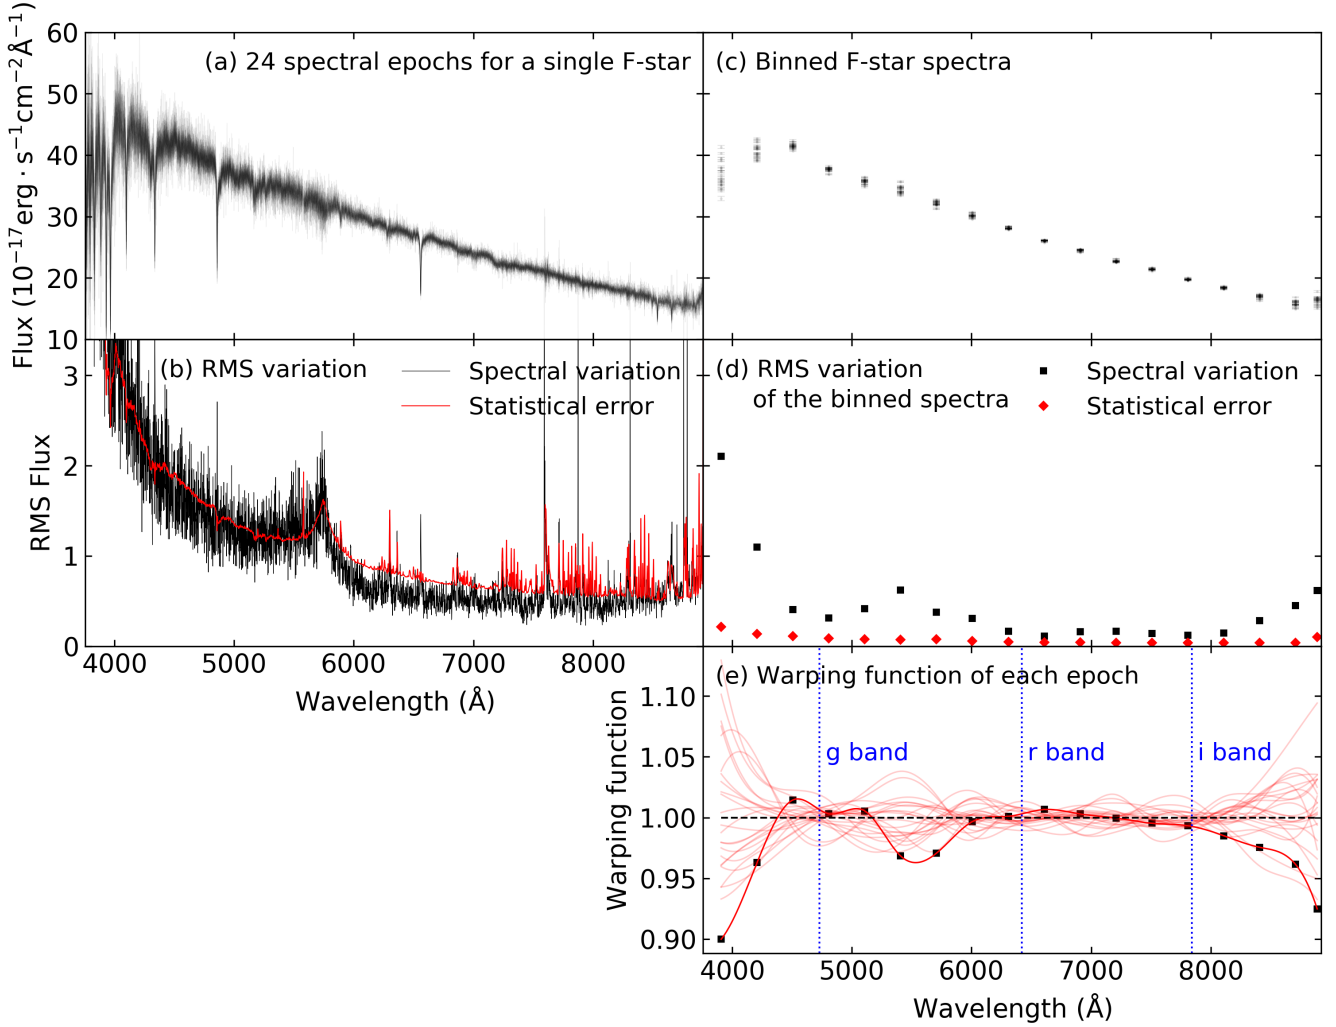 Flux (10⁻¹⁷erg · s⁻¹cm⁻²Å⁻¹)
60
50
40
30
20
10
(a) 24 spectral epochs for a single F-star
(c) Binned F-star spectra
RMS Flux
3
2
1
0
(b) RMS variation
Spectral variation
Statistical error
4000 5000 6000 7000 8000
Wavelength (Å)
(d) RMS variation
of the binned spectra
Spectral variation
Statistical error
Warping function
1.10
1.05
1.00
0.95
0.90
(e) Warping function of each epoch
g band
r band
i band
4000 5000 6000 7000 8000
Wavelength (Å)